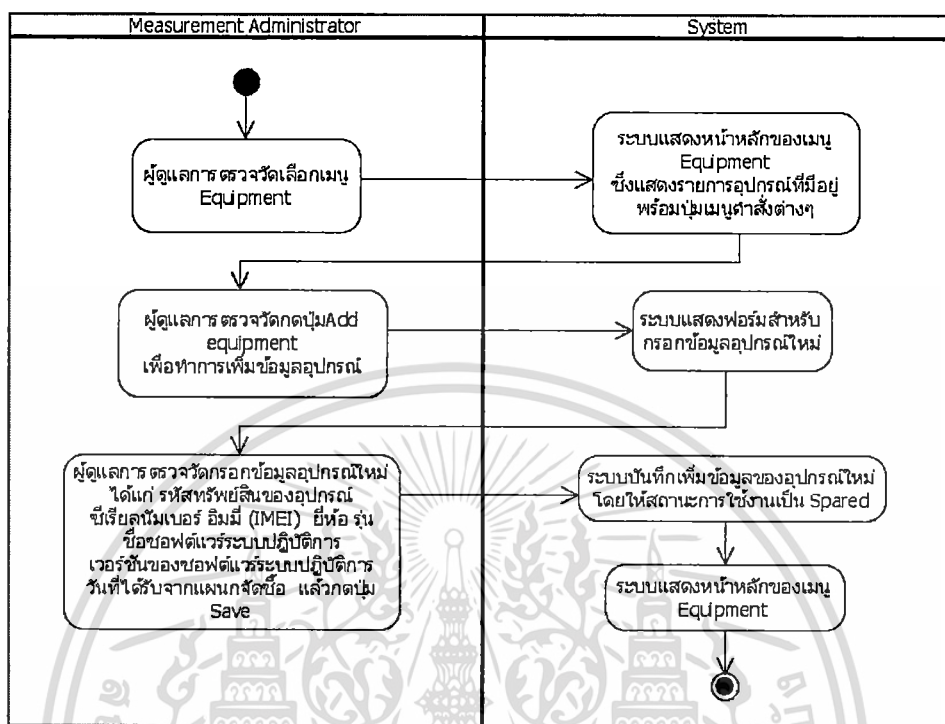 Measurement Administrator
System
ผู้ดูแลการตรวจวัดเลือกเมนู
Equipment
ระบบแสดงหน้าหลักของเมนู
Equipment
ซึ่งแสดงรายการอุปกรณ์ที่มีอยู่
พร้อมปุ่มเมนูคำสั่งต่างๆ
ผู้ดูแลการตรวจวัดกดปุ่มAdd
equipment
เพื่อทำการเพิ่มข้อมูลอุปกรณ์
ระบบแสดงฟอร์มสำหรับ
กรอกข้อมูลอุปกรณ์ใหม่
ผู้ดูแลการตรวจวัดกรอกข้อมูลอุปกรณ์ใหม่
ได้แก่ รหัสทรัพย์สินของอุปกรณ์
ซีเรียลนัมเบอร์ อิมมี่ (IMEI) ยี่ห้อ รุ่น
ชื่อซอฟต์แวร์ระบบปฏิบัติการ
เวอร์ชันของซอฟต์แวร์ระบบปฏิบัติการ
วันที่ได้รับจากแผนกจัดซื้อ แล้วกดปุ่ม
Save
ระบบบันทึกเพิ่มข้อมูลของอุปกรณ์ใหม่
โดยให้สถานะการใช้งานเป็น Spared
ระบบแสดงหน้าหลักของเมนู
Equipment